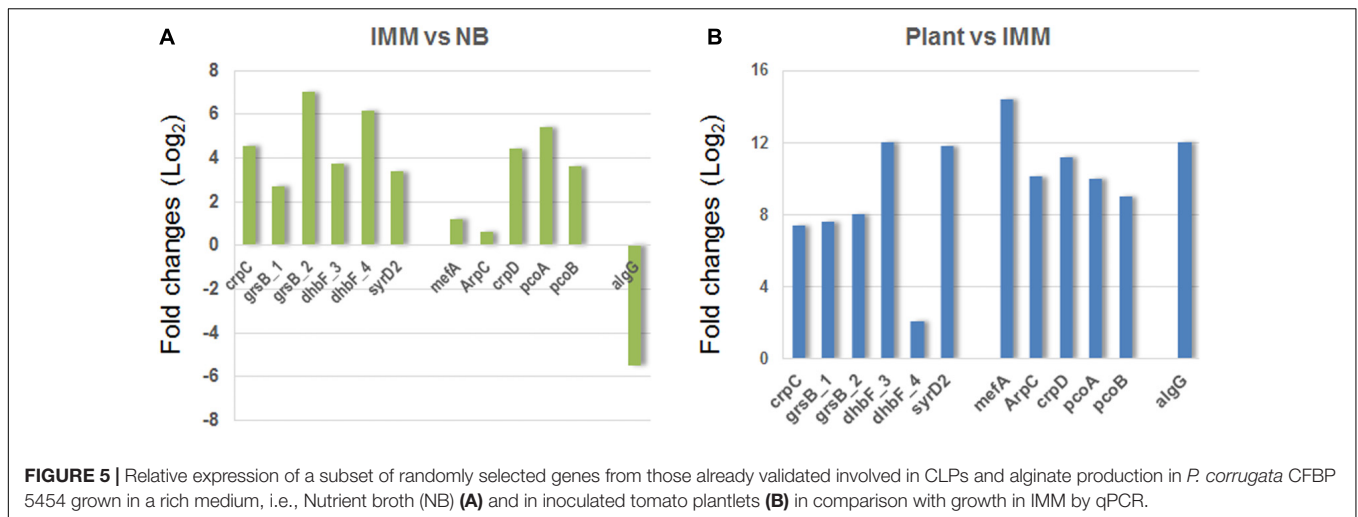 A
IMM vs NB
Fold changes (Log2)
8
6
4
2
0
-2
-4
-6
-8
crpC
grsB_1
grsB_2
dhbF_3
dhbF_4
syrD2
mefA
ArpC
crpD
pcoA
pcoB
algG
B
Plant vs IMM
Fold changes (Log2)
16
12
8
4
0
crpC
grsB_1
grsB_2
dhbF_3
dhbF_4
syrD2
mefA
ArpC
crpD
pcoA
pcoB
algG
FIGURE 5 | Relative expression of a subset of randomly selected genes from those already validated involved in CLPs and alginate production in P. corrugata CFBP
5454 grown in a rich medium, i.e., Nutrient broth (NB) (A) and in inoculated tomato plantlets (B) in comparison with growth in IMM by qPCR.